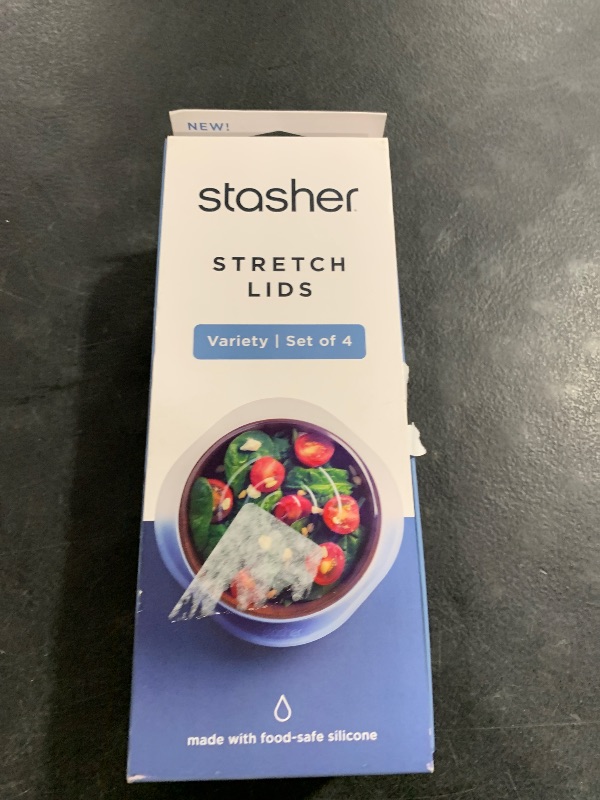 NEW!
stasher
STRETCH
LIDS
Variety | Set of 4
made with food-safe silicone